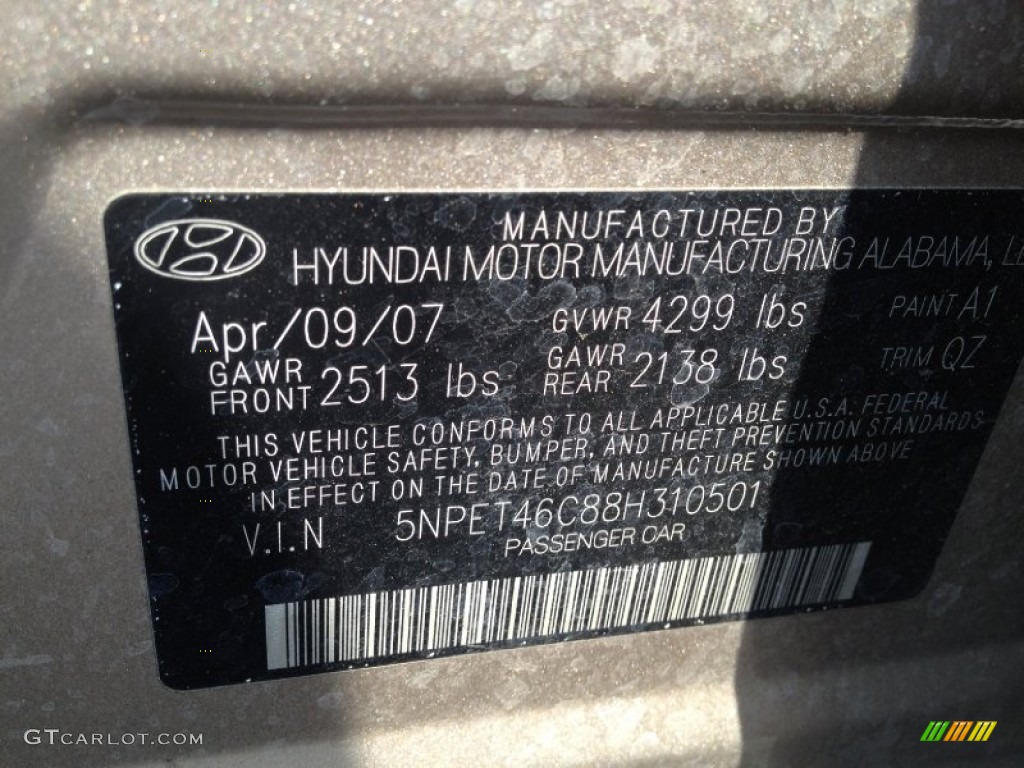 MANUFACTURED BY
HYUNDAI MOTOR MANUFACTURING ALABAMA,
Apr/09/07 GVWR 4299 lbs PAINT A1
GAWR FRONT 2513 lbs GAWR REAR 2138 lbs TRIM QZ
THIS VEHICLE CONFORMS TO ALL APPLICABLE U.S.A. FEDERAL
MOTOR VEHICLE SAFETY, BUMPER, AND THEFT PREVENTION STANDARDS
IN EFFECT ON THE DATE OF MANUFACTURE SHOWN ABOVE
V.I.N 5NPET46C88H310501
PASSENGER CAR
GTCARLOT.COM